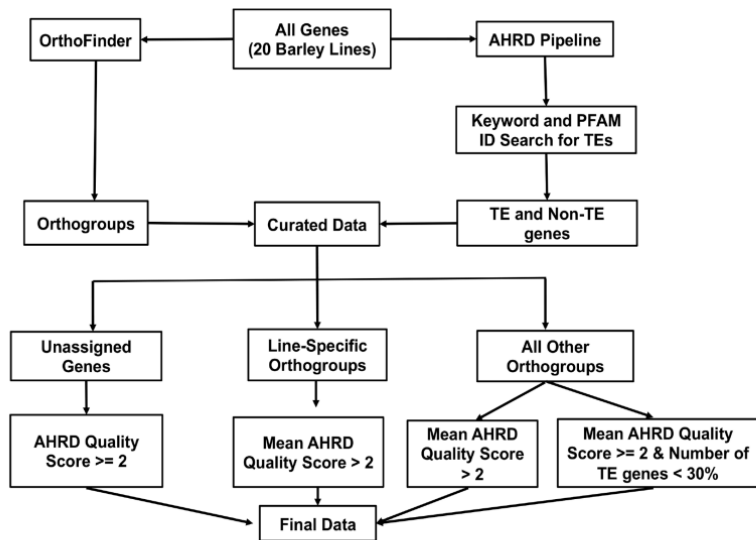 OrthoFinder
All Genes
(20 Barley Lines)
AHRD Pipeline
Keyword and PFAM
ID Search for TEs
Orthogroups
Curated Data
TE and Non-TE
genes
Unassigned
Genes
Line-Specific
Orthogroups
All Other
Orthogroups
AHRD Quality
Score >= 2
Mean AHRD
Quality Score > 2
Mean AHRD
Quality Score
> 2
Mean AHRD Quality
Score >= 2 & Number of
TE genes < 30%
Final Data